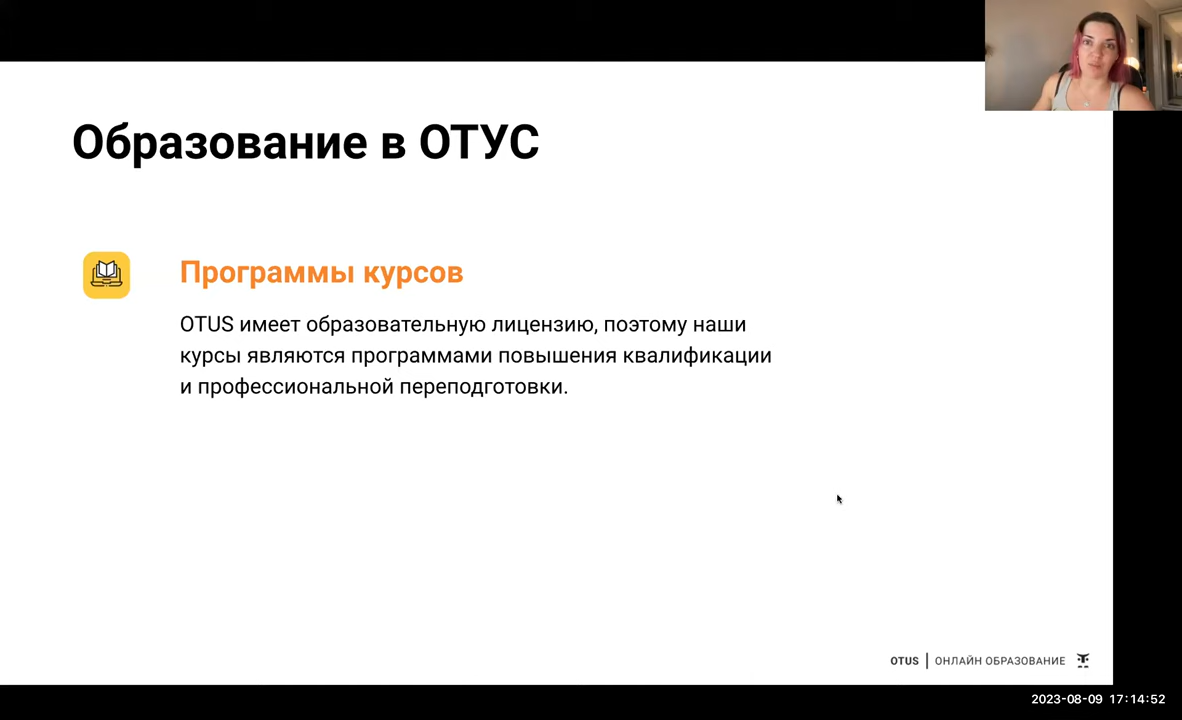 Образование в ОТУС
Программы курсов
OTUS имеет образовательную лицензию, поэтому наши
курсы являются программами повышения квалификации
и профессиональной переподготовки.
OTUS | ОНЛАЙН ОБРАЗОВАНИЕ
2023-08-09 17:14:52